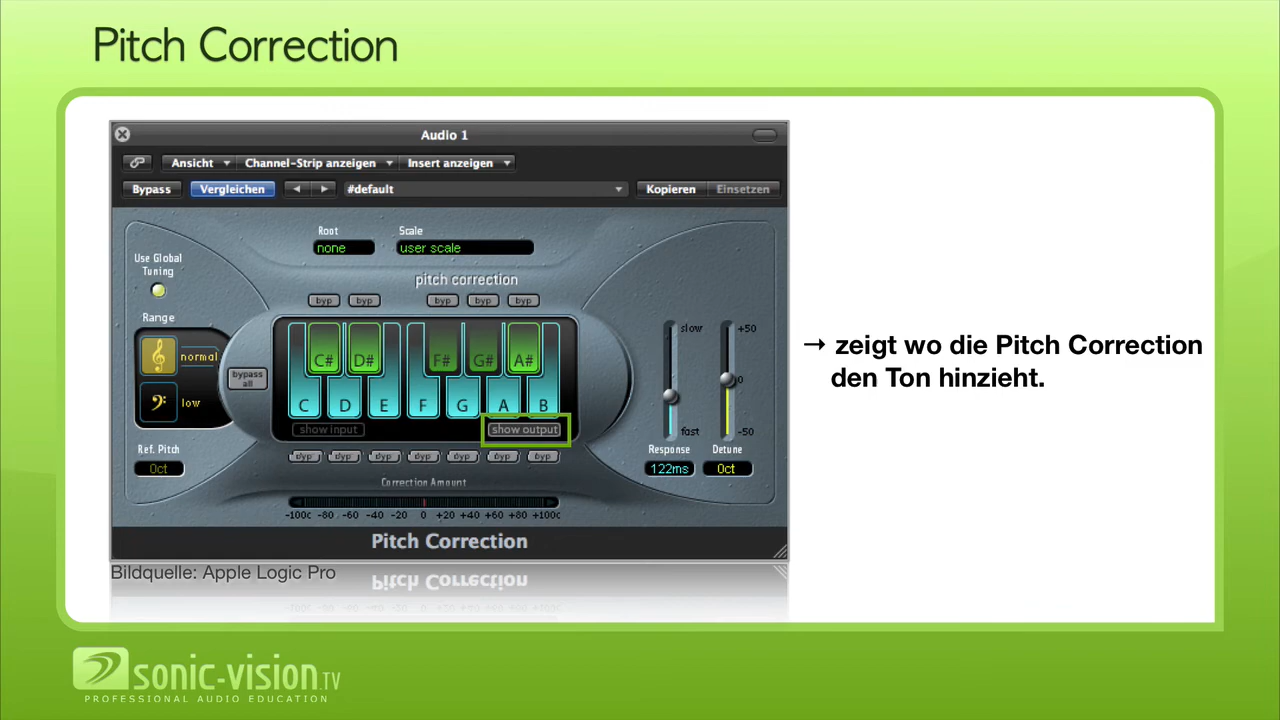 Pitch Correction
Audio 1
Ansicht Channel-Strip anzeigen Insert anzeigen
Bypass Vergleichen #default Kopieren Einsetzen
Root Scale
none user scale
Use Global
Tuning
pitch correction
byp byp byp byp byp
Range
normal
low
bypass
all
C# D# F# G# A#
C D E F G A B
show input show output
byp byp byp byp byp byp byp
Ref. Pitch
0ct
Correction Amount
-100c -80 -60 -40 -20 0 +20 +40 +60 +80 +100c
slow +50
0
fast -50
Response Detune
122ms 0ct
Pitch Correction
→ zeigt wo die Pitch Correction
den Ton hinzieht.
Bildquelle: Apple Logic Pro
sonic-vision.TV
PROFESSIONAL AUDIO EDUCATION